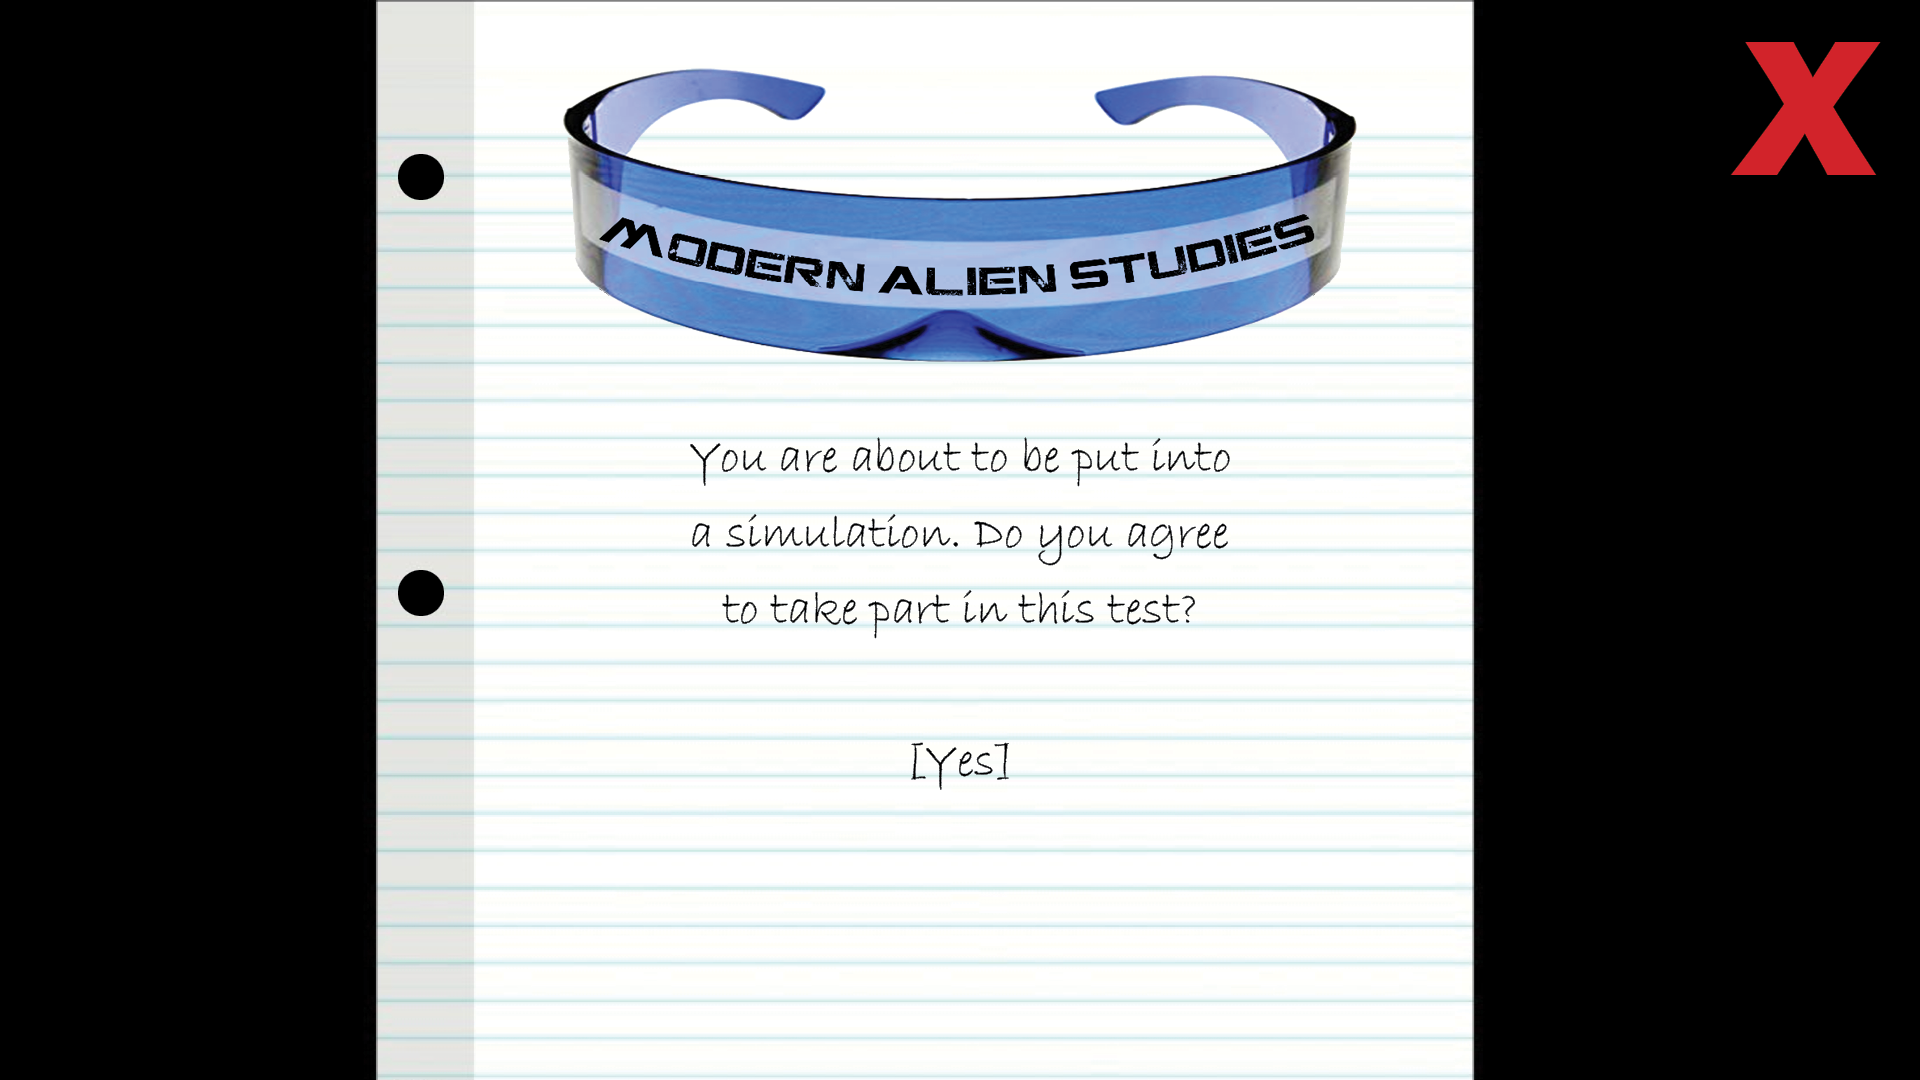 X
MODERN ALIEN STUDIES
You are about to be put into
a simulation. Do you agree
to take part in this test?
[Yes]